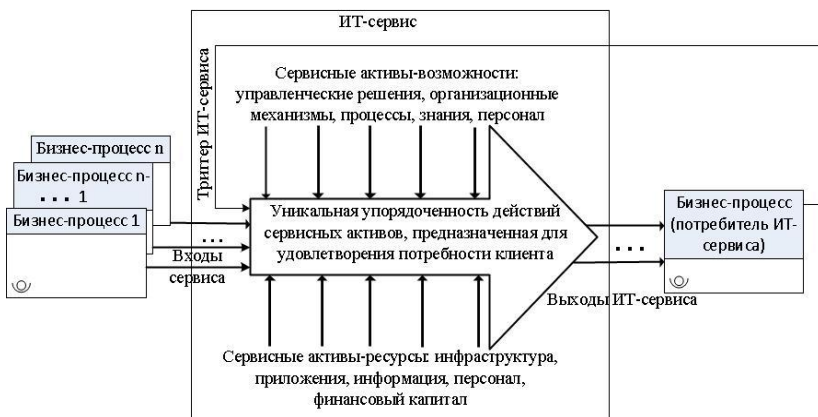 ИТ-сервис
Триггер ИТ-сервиса
Сервисные активы-возможности:
управленческие решения, организационные
механизмы, процессы, знания, персонал
Бизнес-процесс n
Бизнес-процесс n-
... 1
Бизнес-процесс 1
...
Входы
сервиса
Уникальная упорядоченность действий
сервисных активов, предназначенная для
удовлетворения потребности клиента
...
Выходы ИТ-сервиса
Бизнес-процесс
(потребитель ИТ-
сервиса)
Сервисные активы-ресурсы: инфраструктура,
приложения, информация, персонал,
финансовый капитал